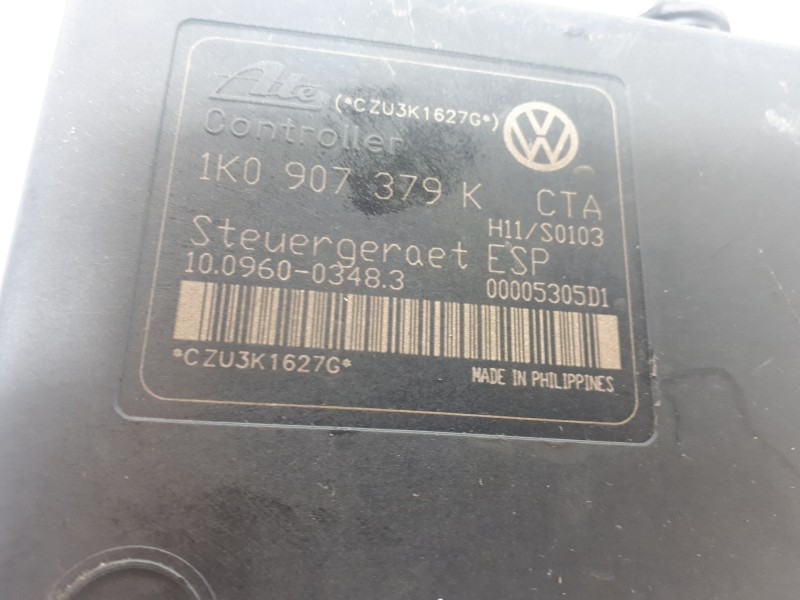 Ate (*CZU3K1627G*)
Controller
1K0 907 379 K CTA
H11/S0103
Steuergeraet ESP
10.0960-0348.3 00005305D1
*CZU3K1627G* MADE IN PHILIPPINES